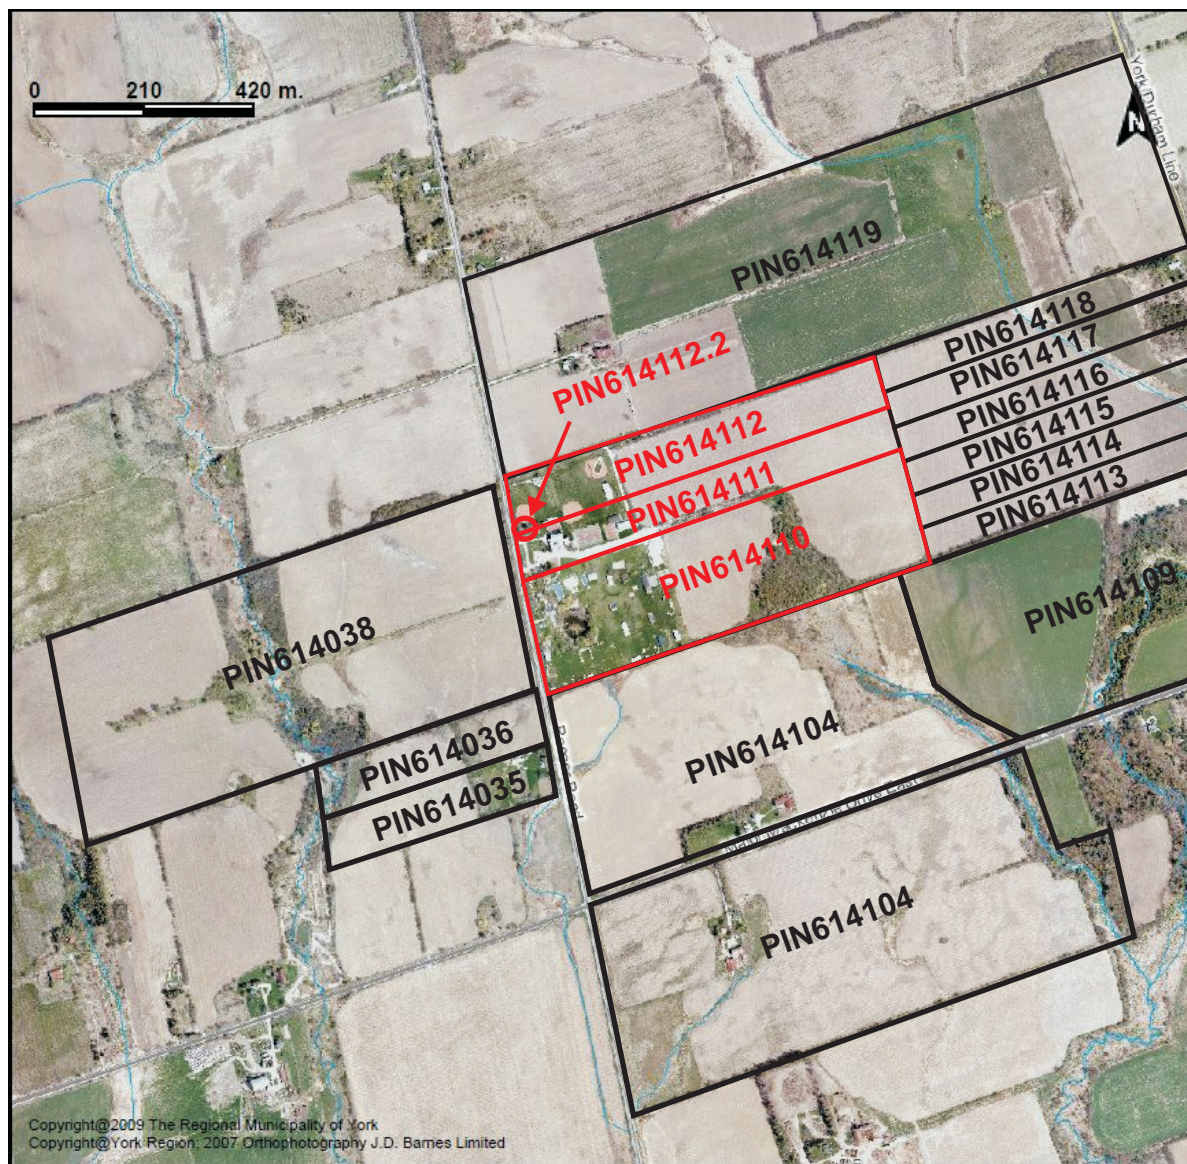 0 210 420 m.
York/Durham Line
N
PIN614119
PIN614118
PIN614117
PIN614112.2
PIN614116
PIN614112
PIN614115
PIN614114
PIN614111
PIN614113
PIN614110
PIN614109
PIN614038
PIN614036
PIN614104
PIN614035
Drive East
PIN614104
Copyright@2009 The Regional Municipality of York
Copyright@York Region, 2007 Orthophotography J.D. Barnes Limited